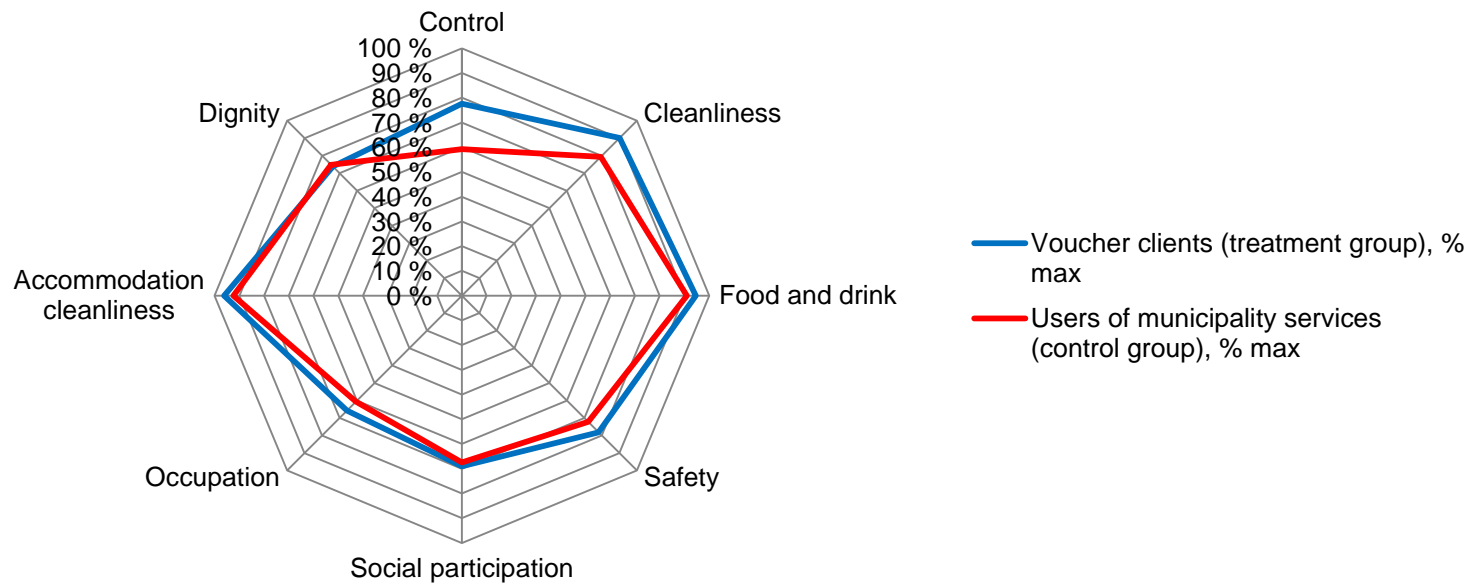 Control
100 %
90 %
80 %
70 %
60 %
50 %
40 %
30 %
20 %
10 %
0 %
Cleanliness
Food and drink
Safety
Social participation
Occupation
Accommodation
cleanliness
Dignity
Voucher clients (treatment group), %
max
Users of municipality services
(control group), % max